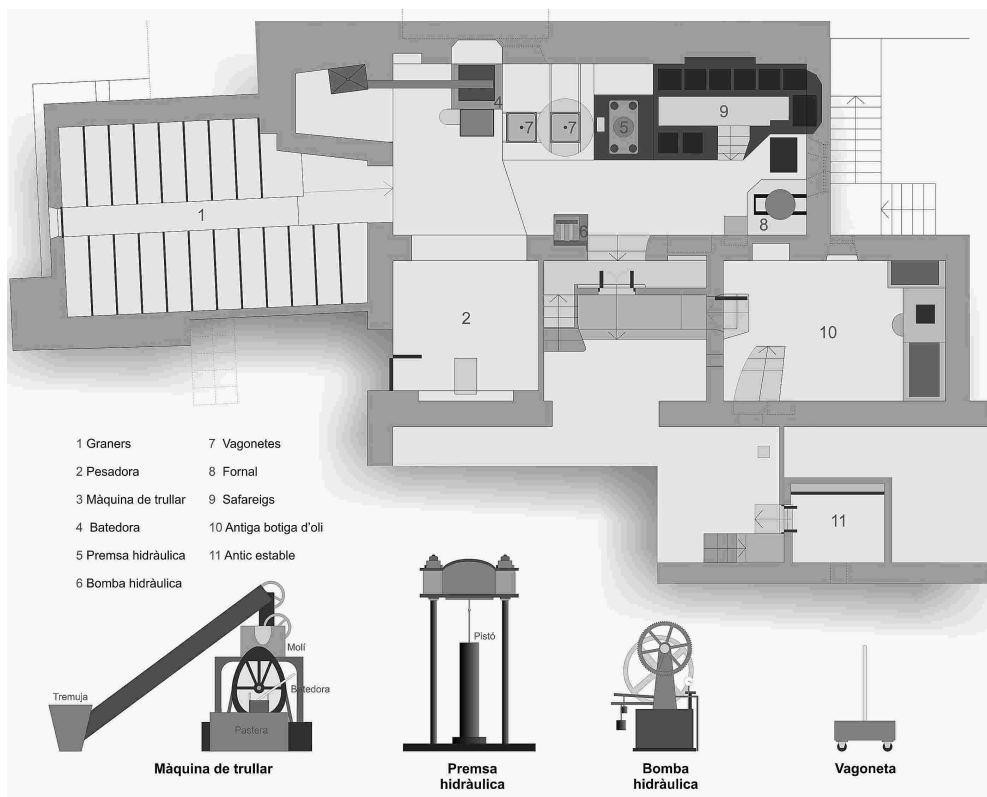 4
7
7
5
9
1
6
8
2
10
11
1 Graners
2 Pesadora
3 Màquina de trullar
4 Batedora
5 Premsa hidràulica
6 Bomba hidràulica
7 Vagonetes
8 Fornal
9 Safareigs
10 Antiga botiga d'oli
11 Antic estable
Tremuja
Molí
Batedora
Pastera
Màquina de trullar
Pistó
Premsa
hidràulica
Bomba
hidràulica
Vagoneta